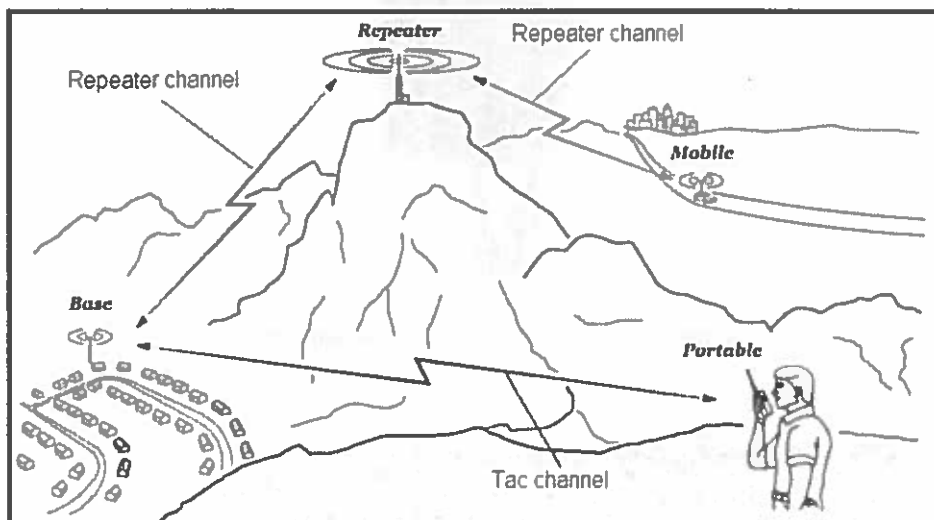 Repeater
Repeater channel
Repeater channel
Mobile
Base
Portable
Tac channel